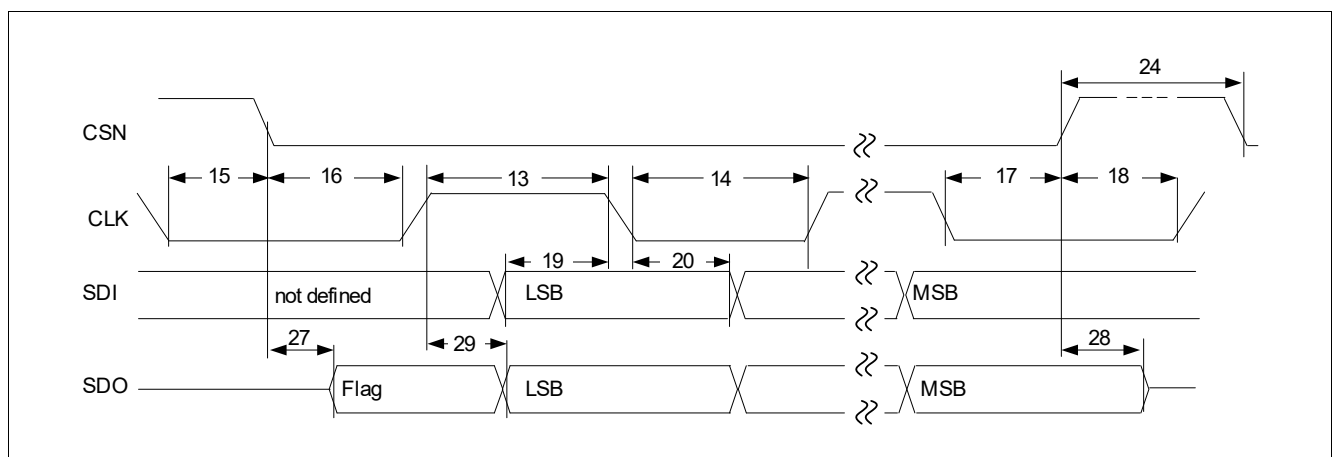 24
CSN
15 16 13 14 17 18
CLK
19 20
SDI not defined LSB MSB
27 29 28
SDO Flag LSB MSB